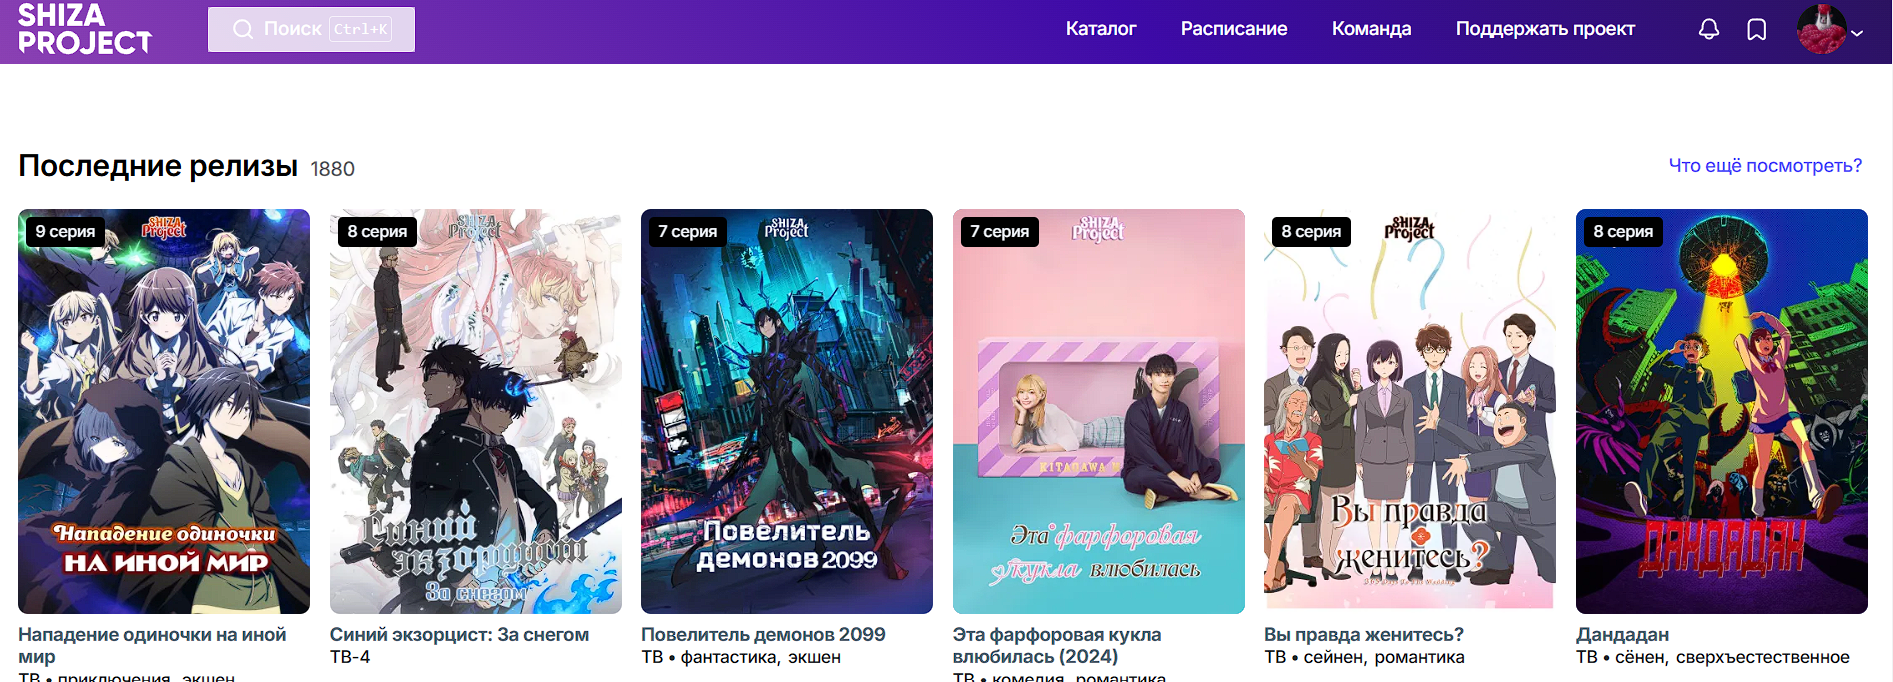 SHIZA
PROJECT
Поиск Ctrl+K
Каталог Расписание Команда Поддержать проект
Последние релизы 1880
Что ещё посмотреть?
9 серия
SHIZA
Project
Нападение одиночки
на иной мир
Нападение одиночки на иной
мир
ТВ • приключения, экшен
8 серия
SHIZA
Project
Синий
экзорцист
За снегом
Синий экзорцист: За снегом
ТВ-4
7 серия
SHIZA
Project
Повелитель
демонов 2099
Повелитель демонов 2099
ТВ • фантастика, экшен
7 серия
SHIZA
Project
KITAGAWA
Эта фарфоровая
кукла влюбилась
Эта фарфоровая кукла
влюбилась (2024)
ТВ • комедия, романтика
8 серия
SHIZA
Project
Вы правда
женитесь?
Вы правда женитесь?
ТВ • сейнен, романтика
8 серия
ДАНДАДАН
Дандадан
ТВ • сёнен, сверхъестественное